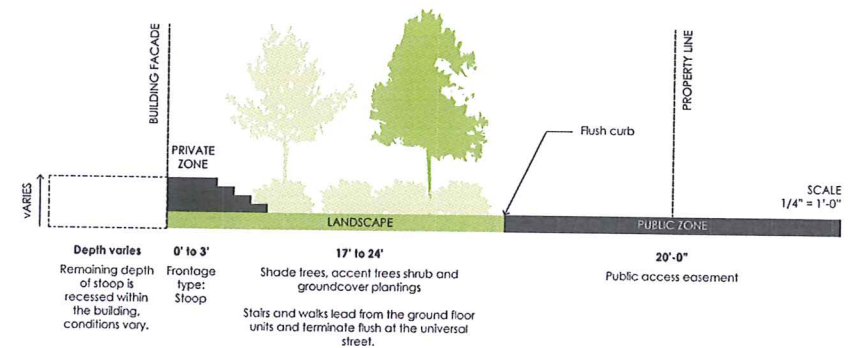 BUILDING FACADE
PROPERTY LINE
Flush curb
PRIVATE
ZONE
VARIES
SCALE
1/4" = 1'-0"
LANDSCAPE
PUBLIC ZONE
Depth varies
Remaining depth
of stoop is
recessed within
the building,
conditions vary.
0' to 3'
Frontage
type:
Stoop
17' to 24'
Shade trees, accent trees shrub and
groundcover plantings
Stairs and walks lead from the ground floor
units and terminate flush at the universal
street.
20'-0"
Public access easement